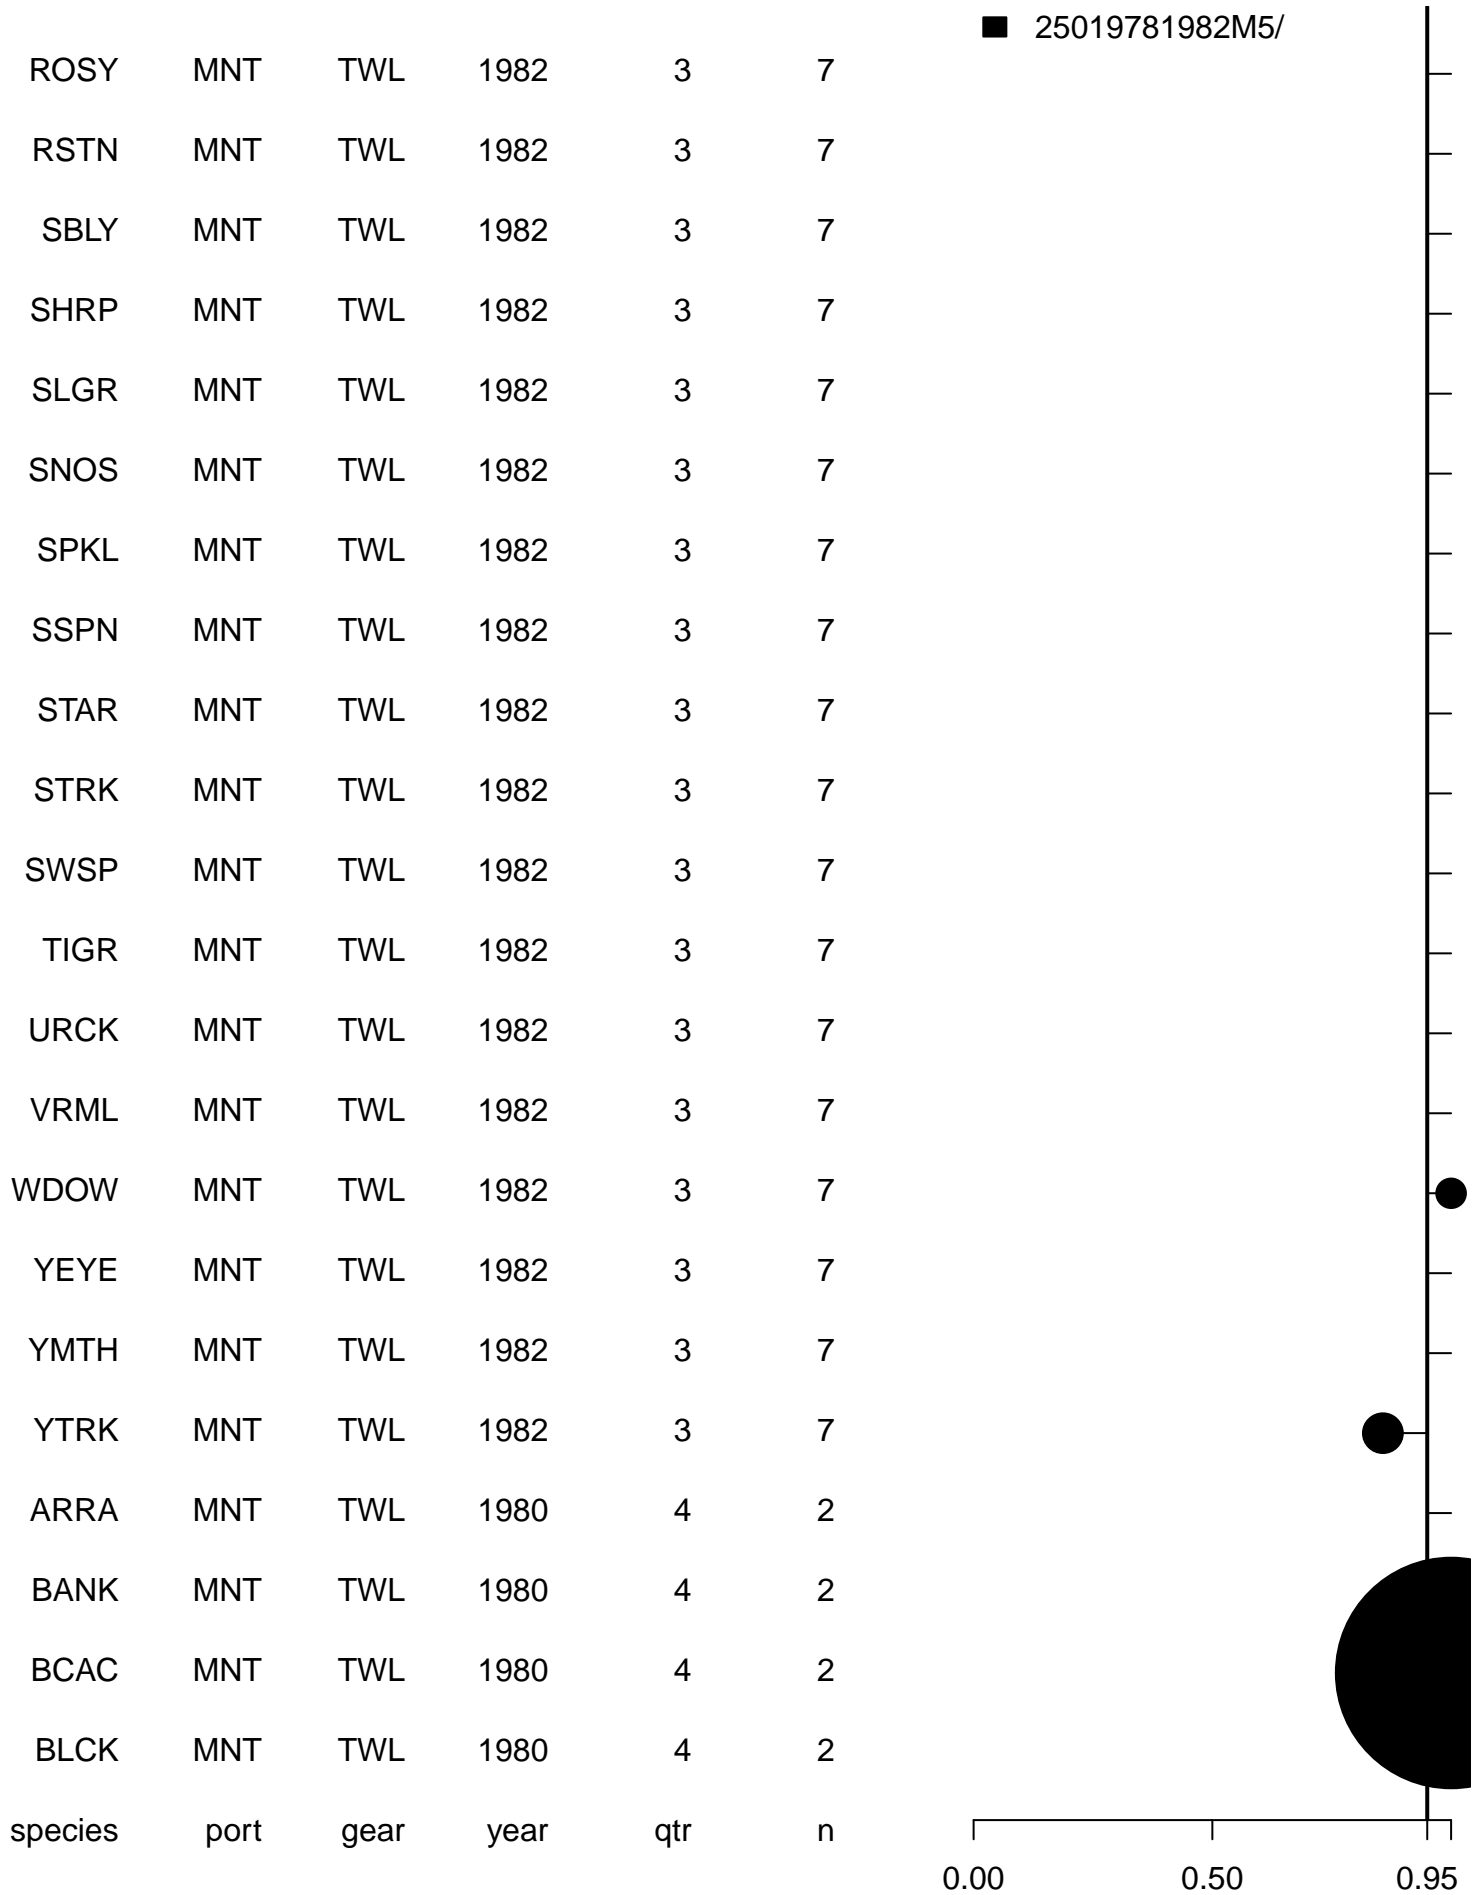 25019781982M5/
ROSY MNT TWL 1982 3 7
RSTN MNT TWL 1982 3 7
SBLY MNT TWL 1982 3 7
SHRP MNT TWL 1982 3 7
SLGR MNT TWL 1982 3 7
SNOS MNT TWL 1982 3 7
SPKL MNT TWL 1982 3 7
SSPN MNT TWL 1982 3 7
STAR MNT TWL 1982 3 7
STRK MNT TWL 1982 3 7
SWSP MNT TWL 1982 3 7
TIGR MNT TWL 1982 3 7
URCK MNT TWL 1982 3 7
VRML MNT TWL 1982 3 7
WDOW MNT TWL 1982 3 7
YEYE MNT TWL 1982 3 7
YMTH MNT TWL 1982 3 7
YTRK MNT TWL 1982 3 7
ARRA MNT TWL 1980 4 2
BANK MNT TWL 1980 4 2
BCAC MNT TWL 1980 4 2
BLCK MNT TWL 1980 4 2
species port gear year qtr n
0.00 0.50 0.95